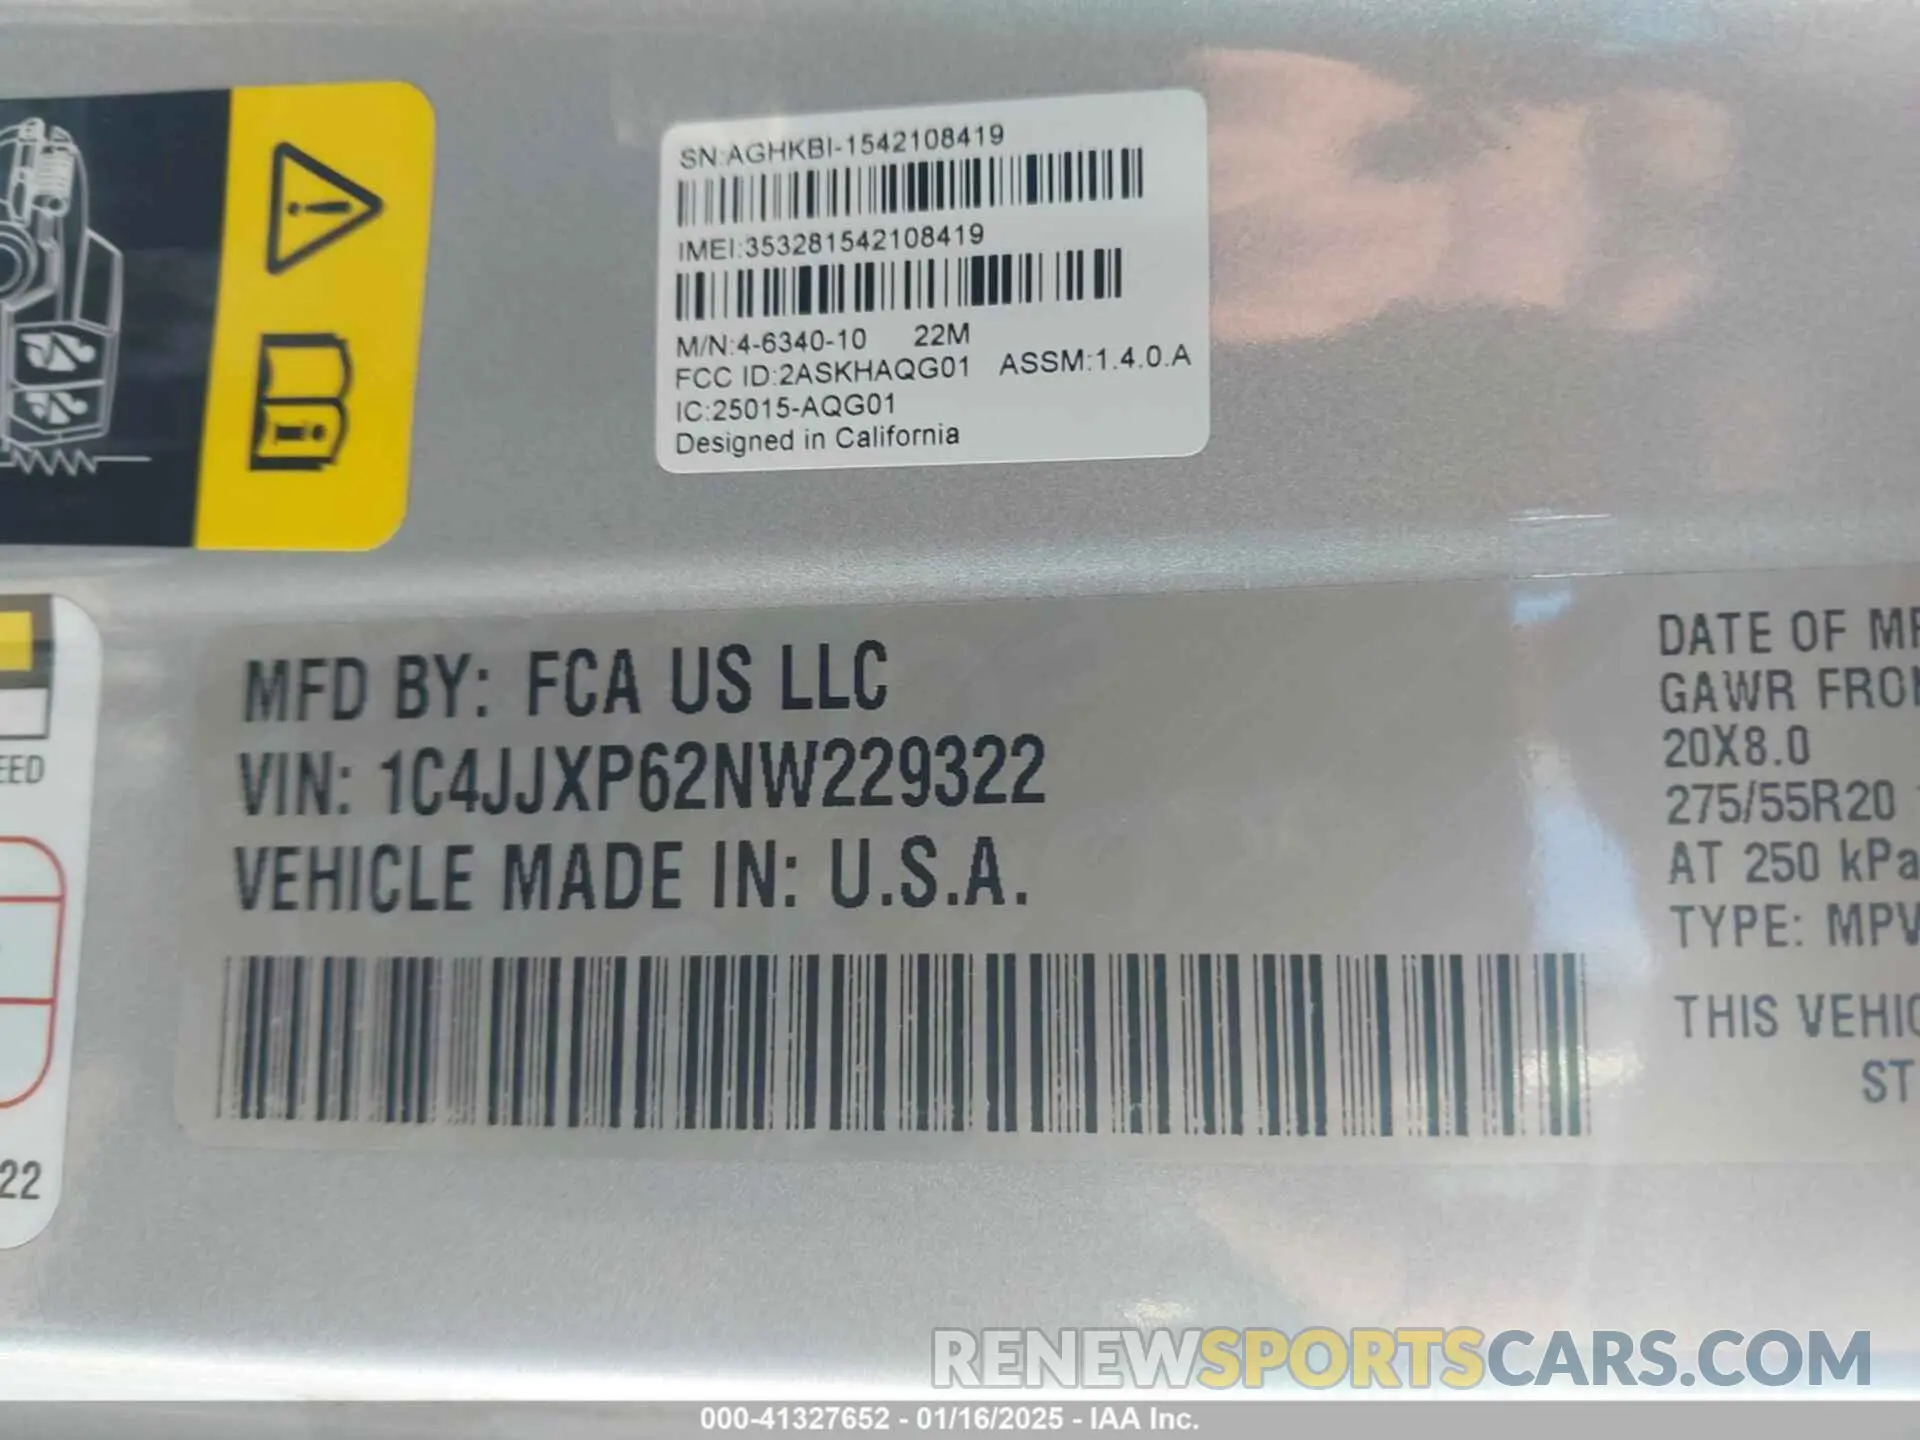 SN:AGHKBI-1542108419
IMEI:353281542108419
M/N:4-6340-10 22M
FCC ID:2ASKHAQG01 ASSM:1.4.0.A
IC:25015-AQG01
Designed in California
EED
22
MFD BY: FCA US LLC
VIN: 1C4JJXP62NW229322
VEHICLE MADE IN: U.S.A.
DATE OF MF
GAWR FRON
20X8.0
275/55R20
AT 250 kPa
TYPE: MPV
THIS VEHIC
ST
RENEWSPORTSCARS.COM
000-41327652 - 01/16/2025 - IAA Inc.